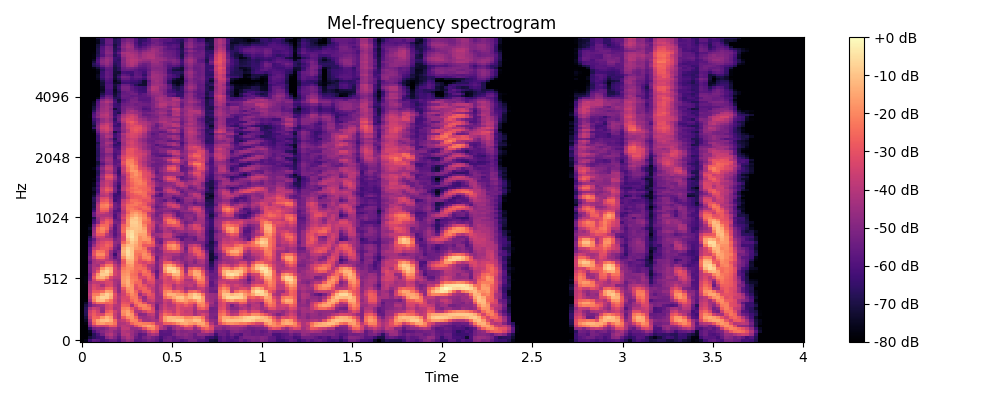 Mel-frequency spectrogram
+0 dB
4096
-10 dB
-20 dB
2048
-30 dB
Hz
-40 dB
1024
-50 dB
512
-60 dB
-70 dB
0
-80 dB
0 0.5 1 1.5 2 2.5 3 3.5 4
Time